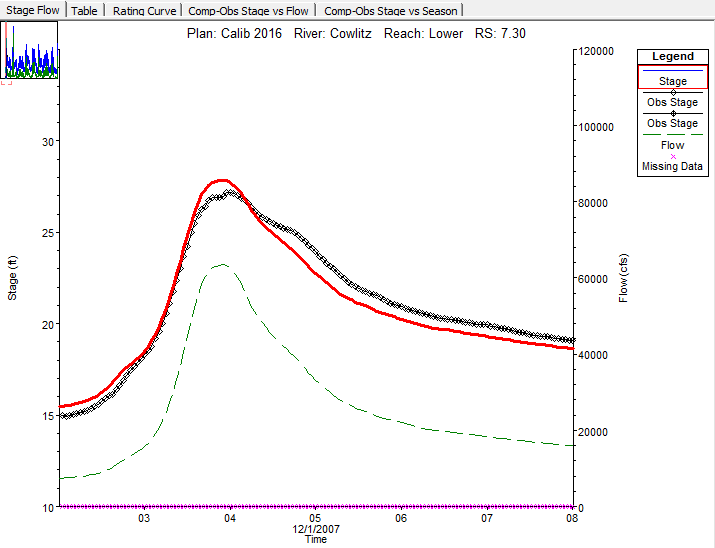 Stage Flow Table Rating Curve Comp-Obs Stage vs Flow Comp-Obs Stage vs Season
Plan: Calib 2016 River: Cowlitz Reach: Lower RS: 7.30
Legend
Stage
Obs Stage
Obs Stage
Flow
Missing Data
Stage (ft)
30
25
20
15
10
120000
100000
80000
60000
40000
20000
0
Flow (cfs)
03 04 05 06 07 08
12/1/2007
Time